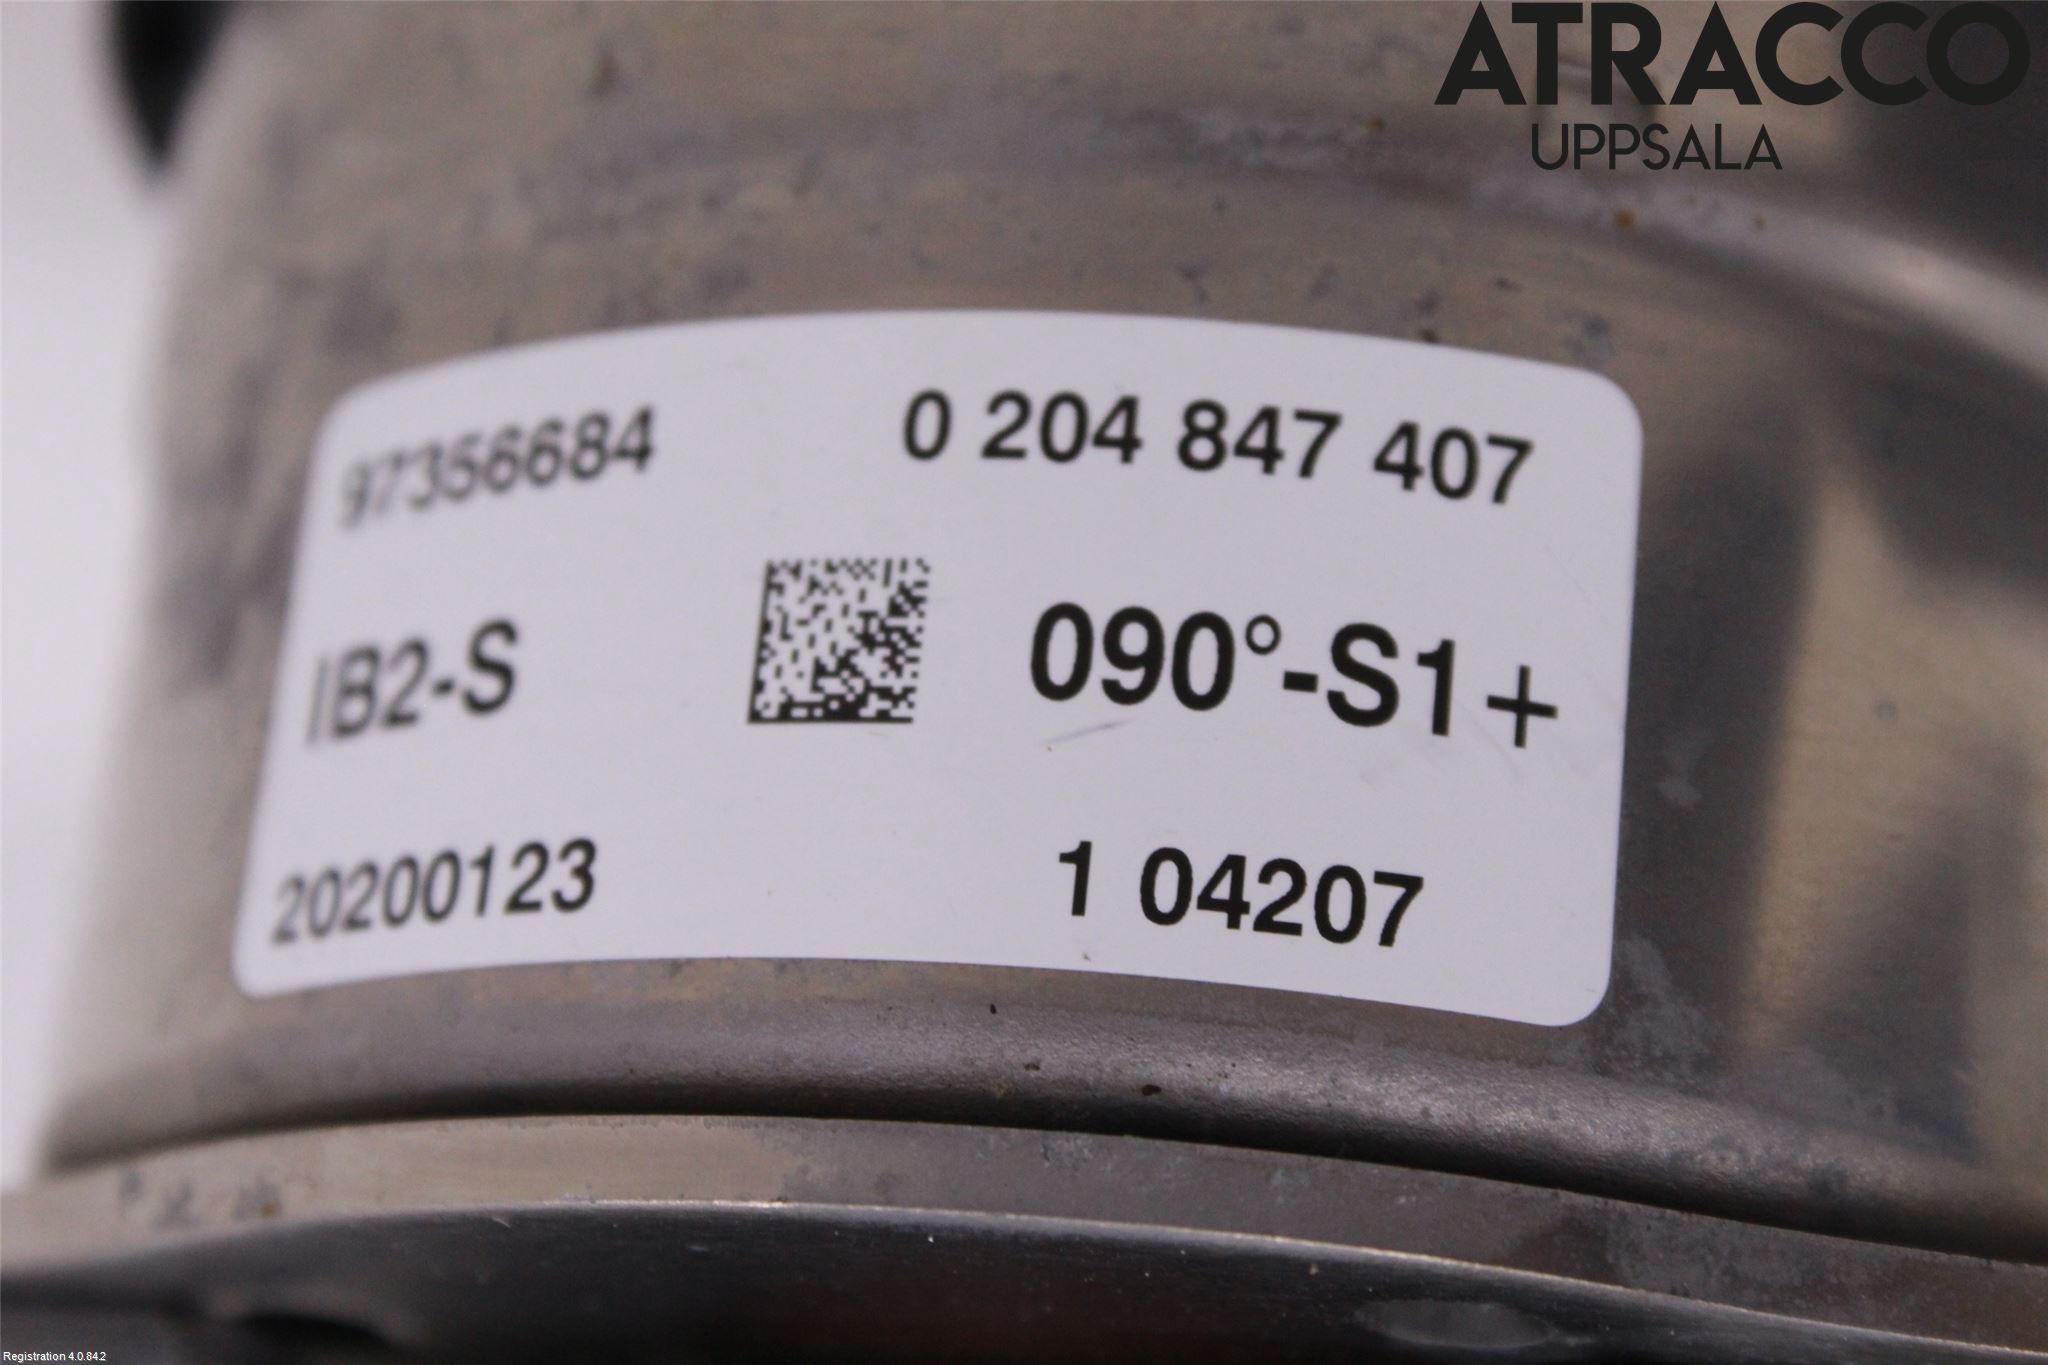 ATRACCO
UPPSALA
97356684 0 204 847 407
IB2-S 090°-S1+
20200123 1 04207
Registration 4.0.84.2